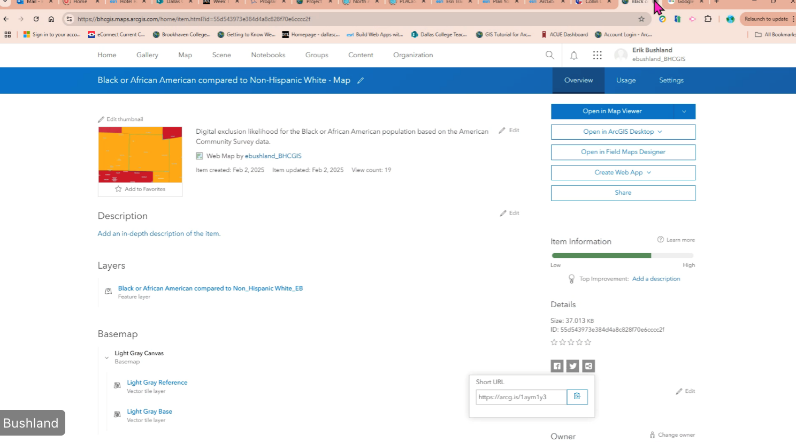 bhcgis.maps.arcgis.com/home/item.html?id=55d543973e384d4a8c828f70e6cccc2f
Relaunch to update
Sign in to your acco...
eConnect Current C...
Brookhaven School...
Getting to Know We...
Homepage - dallasc...
Build Web Apps wit...
Dallas College Teac...
GIS Tutorial for Arc...
ACUE Dashboard
Account Login - Arc...
All Bookmarks
Home
Gallery
Map
Scene
Notebooks
Groups
Content
Organization
Erik Bushland
ebushland_BHCGIS
Black or African American compared to Non-Hispanic White - Map
Overview
Usage
Settings
Edit thumbnail
Add to Favorites
Digital exclusion likelihood for the Black or African American population based on the American
Community Survey data.
Edit
Web Map by ebushland_BHCGIS
Item created: Feb 2, 2025 Item updated: Feb 2, 2025 View count: 19
Open in Map Viewer
Open in ArcGIS Desktop
Open in Field Maps Designer
Create Web App
Share
Description
Edit
Add an in-depth description of the item.
Layers
Black or African American compared to Non_Hispanic White_EB
Feature layer
Basemap
Light Gray Canvas
Basemap
Light Gray Reference
Vector tile layer
Light Gray Base
Vector tile layer
Item Information
Learn more
Low
High
Top Improvement: Add a description
Details
Size: 37.013 KB
ID: 55d543973e384d4a8c828f70e6cccc2f
Short URL
https://arcg.is/1aym1y3
Edit
Owner
Change owner
Bushland